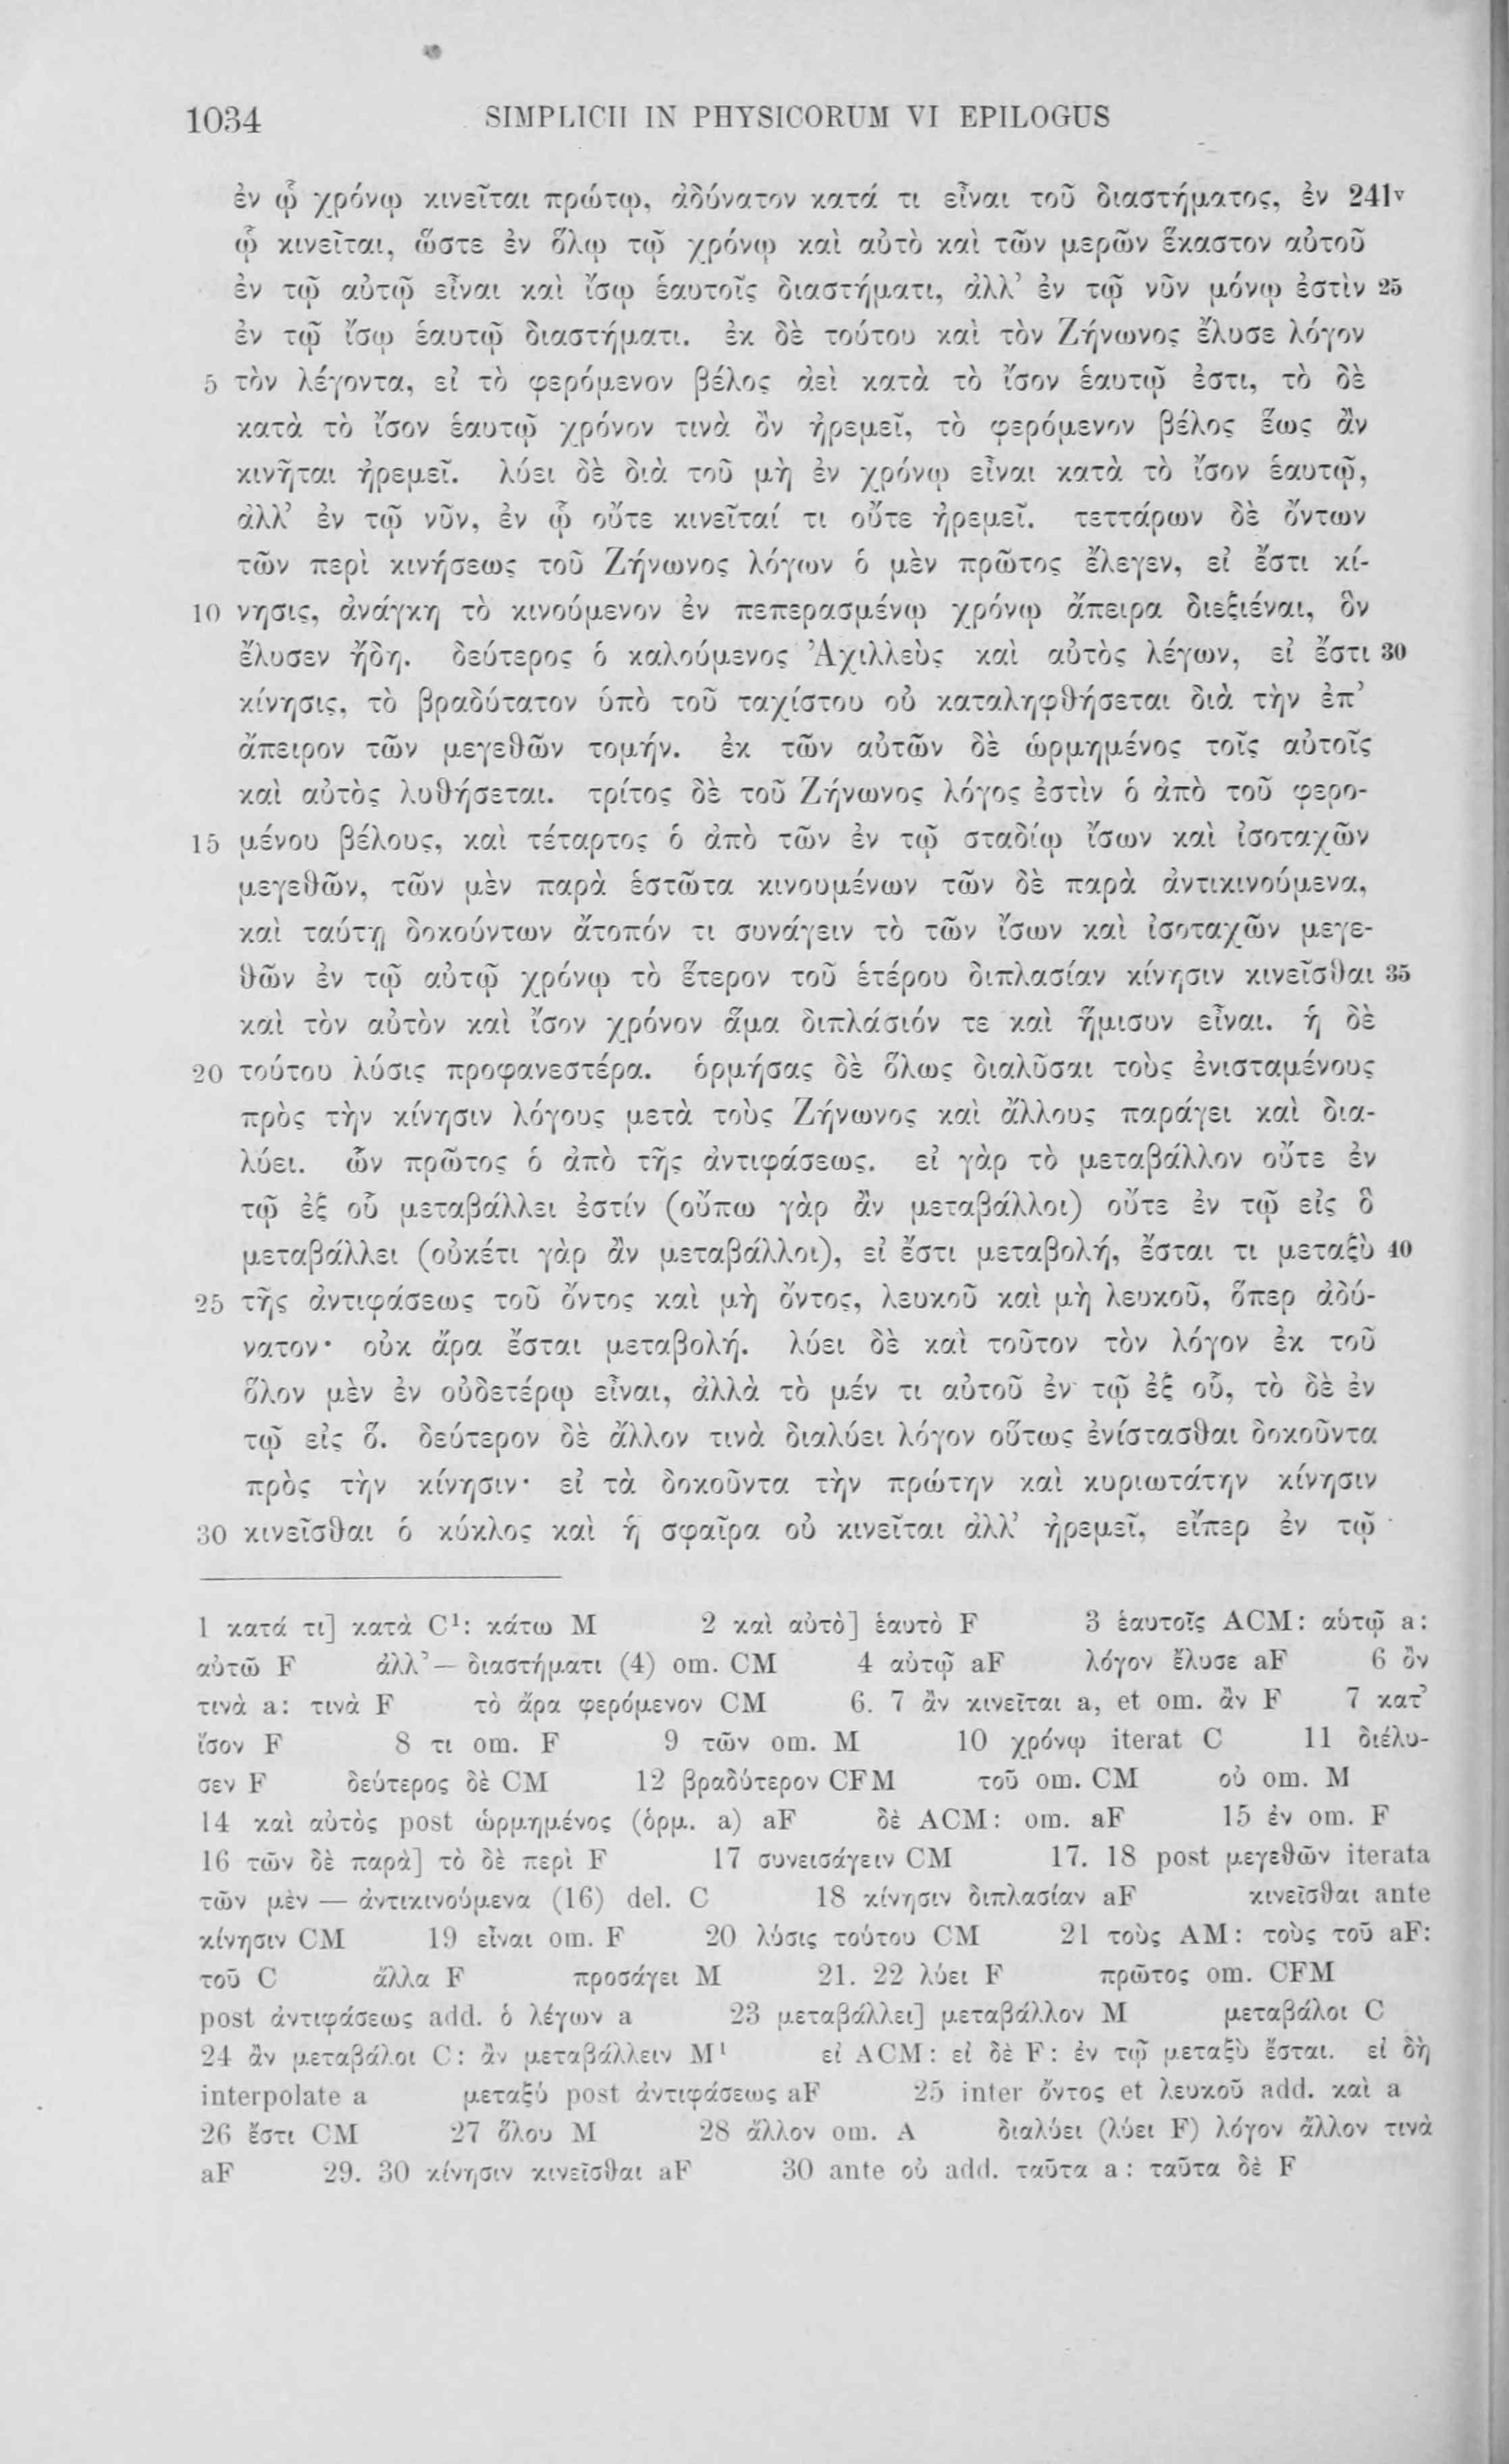 1034 SIMPLICII IN PHYSICORUM VI EPILOGUS
ἐν ᾧ χρόνῳ κινεῖται πρώτῳ, ἀδύνατον κατά τι εἶναι τοῦ διαστήματος, ἐν 241v
ᾧ κινεῖται, ὥστε ἐν ὅλῳ τῷ χρόνῳ καὶ αὐτὸ καὶ τῶν μερῶν ἕκαστον αὐτοῦ
ἐν τῷ αὐτῷ εἶναι καὶ ἴσῳ ἑαυτοῖς διαστήματι, ἀλλ’ ἐν τῷ νῦν μόνῳ ἐστὶν 25
ἐν τῷ ἴσῳ ἑαυτῷ διαστήματι. ἐκ δὲ τούτου καὶ τὸν Ζήνωνος ἔλυσε λόγον
5 τὸν λέγοντα, εἰ τὸ φερόμενον βέλος ἀεὶ κατὰ τὸ ἴσον ἑαυτῷ ἐστι, τὸ δὲ
κατὰ τὸ ἴσον ἑαυτῷ χρόνον τινὰ ὂν ἠρεμεῖ, τὸ φερόμενον βέλος ἕως ἂν
κινῆται ἠρεμεῖ. λύει δὲ διὰ τοῦ μὴ ἐν χρόνῳ εἶναι κατὰ τὸ ἴσον ἑαυτῷ,
ἀλλ’ ἐν τῷ νῦν, ἐν ᾧ οὔτε κινεῖταί τι οὔτε ἠρεμεῖ. τεττάρων δὲ ὄντων
τῶν περὶ κινήσεως τοῦ Ζήνωνος λόγων ὁ μὲν πρῶτος ἔλεγεν, εἰ ἔστι κί-
10 νησις, ἀνάγκη τὸ κινούμενον ἐν πεπερασμένῳ χρόνῳ ἄπειρα διεξιέναι, ὃν
ἔλυσεν ἤδη. δεύτερος ὁ καλούμενος Ἀχιλλεὺς καὶ αὐτὸς λέγων, εἰ ἔστι 30
κίνησις, τὸ βραδύτατον ὑπὸ τοῦ ταχίστου οὐ καταληφθήσεται διὰ τὴν ἐπ’
ἄπειρον τῶν μεγεθῶν τομήν. ἐκ τῶν αὐτῶν δὲ ὡρμημένος τοῖς αὐτοῖς
καὶ αὐτὸς λυθήσεται. τρίτος δὲ τοῦ Ζήνωνος λόγος ἐστὶν ὁ ἀπὸ τοῦ φερο-
15 μένου βέλους, καὶ τέταρτος ὁ ἀπὸ τῶν ἐν τῷ σταδίῳ ἴσων καὶ ἰσοταχῶν
μεγεθῶν, τῶν μὲν παρὰ ἑστῶτα κινουμένων τῶν δὲ παρὰ ἀντικινούμενα,
καὶ ταύτῃ δοκούντων ἄτοπόν τι συνάγειν τὸ τῶν ἴσων καὶ ἰσοταχῶν μεγε-
θῶν ἐν τῷ αὐτῷ χρόνῳ τὸ ἕτερον τοῦ ἑτέρου διπλασίαν κίνησιν κινεῖσθαι 35
καὶ τὸν αὐτὸν καὶ ἴσον χρόνον ἅμα διπλάσιόν τε καὶ ἥμισυν εἶναι. ἡ δὲ
20 τούτου λύσις προφανεστέρα. ὁρμήσας δὲ ὅλως διαλῦσαι τοὺς ἐνισταμένους
πρὸς τὴν κίνησιν λόγους μετὰ τοὺς Ζήνωνος καὶ ἄλλους παράγει καὶ δια-
λύει. ὧν πρῶτος ὁ ἀπὸ τῆς ἀντιφάσεως. εἰ γὰρ τὸ μεταβάλλον οὔτε ἐν
τῷ ἐξ οὗ μεταβάλλει ἐστίν (οὔπω γὰρ ἂν μεταβάλλοι) οὔτε ἐν τῷ εἰς ὃ
μεταβάλλει (οὐκέτι γὰρ ἂν μεταβάλλοι), εἰ ἔστι μεταβολή, ἔσται τι μεταξὺ 40
25 τῆς ἀντιφάσεως τοῦ ὄντος καὶ μὴ ὄντος, λευκοῦ καὶ μὴ λευκοῦ, ὅπερ ἀδύ-
νατον· οὐκ ἄρα ἔσται μεταβολή. λύει δὲ καὶ τοῦτον τὸν λόγον ἐκ τοῦ
ὅλον μὲν ἐν οὐδετέρῳ εἶναι, ἀλλὰ τὸ μέν τι αὐτοῦ ἐν τῷ ἐξ οὗ, τὸ δὲ ἐν
τῷ εἰς ὅ. δεύτερον δὲ ἄλλον τινὰ διαλύει λόγον οὕτως ἐνίστασθαι δοκοῦντα
πρὸς τὴν κίνησιν· εἰ τὰ δοκοῦντα τὴν πρώτην καὶ κυριωτάτην κίνησιν
30 κινεῖσθαι ὁ κύκλος καὶ ἡ σφαῖρα οὐ κινεῖται ἀλλ’ ἠρεμεῖ, εἴπερ ἐν τῷ
1 κατά τι] κατὰ C¹: κάτω M 2 καὶ αὐτὸ] ἑαυτὸ F 3 ἑαυτοῖς ACM: αὑτῷ a:
αὐτῶ F ἀλλ’ — διαστήματι (4) om. CM 4 αὐτῷ aF λόγον ἔλυσε aF 6 ὂν
τινὰ a: τινὰ F τὸ ἄρα φερόμενον CM 6. 7 ἂν κινεῖται a, et om. ἂν F 7 κατ’
ἴσον F 8 τι om. F 9 τῶν om. M 10 χρόνῳ iterat C 11 διέλυ-
σεν F δεύτερος δὲ CM 12 βραδύτερον CFM τοῦ om. CM οὐ om. M
14 καὶ αὐτὸς post ὡρμημένος (ὁρμ. a) aF δὲ ACM: om. aF 15 ἐν om. F
16 τῶν δὲ παρὰ] τὸ δὲ περὶ F 17 συνεισάγειν CM 17. 18 post μεγεθῶν iterata
τῶν μὲν — ἀντικινούμενα (16) del. C 18 κίνησιν διπλασίαν aF κινεῖσθαι ante
κίνησιν CM 19 εἶναι om. F 20 λύσις τούτου CM 21 τοὺς AM: τοὺς τοῦ aF:
τοῦ C ἄλλα F προσάγει M 21. 22 λύει F πρῶτος om. CFM
post ἀντιφάσεως add. ὁ λέγων a 23 μεταβάλλει] μεταβάλλον M μεταβάλοι C
24 ἂν μεταβάλοι C: ἂν μεταβάλλειν M¹ εἰ ACM: εἰ δὲ F: ἐν τῷ μεταξὺ ἔσται. εἰ δὴ
interpolate a μεταξύ post ἀντιφάσεως aF 25 inter ὄντος et λευκοῦ add. καὶ a
26 ἔστι CM 27 ὅλου M 28 ἄλλον om. A διαλύει (λύει F) λόγον ἄλλον τινὰ
aF 29. 30 κίνησιν κινεῖσθαι aF 30 ante οὐ add. ταῦτα a: ταῦτα δὲ F